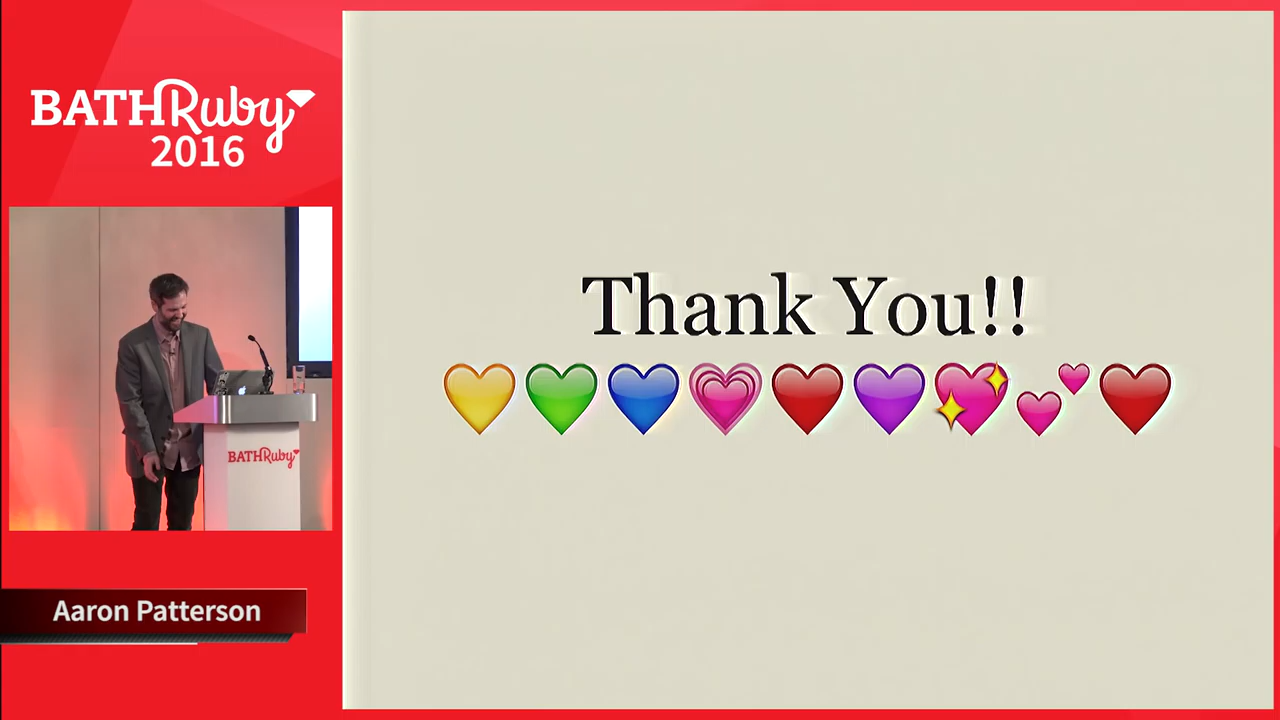 BATHRuby
2016
BATHRuby
Aaron Patterson
Thank You!!
💛💚💙💗❤️💜💖💕❤️